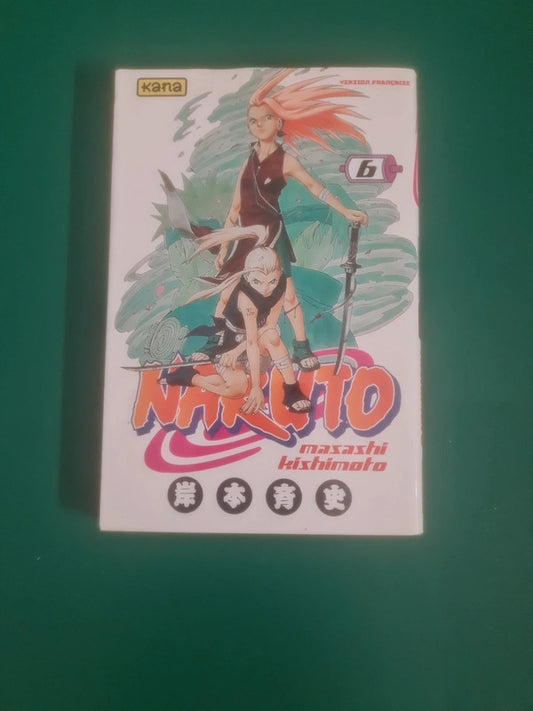 Kana
VERSION FRANÇAISE
6
NARUTO
masashi
kishimoto
岸本斉史